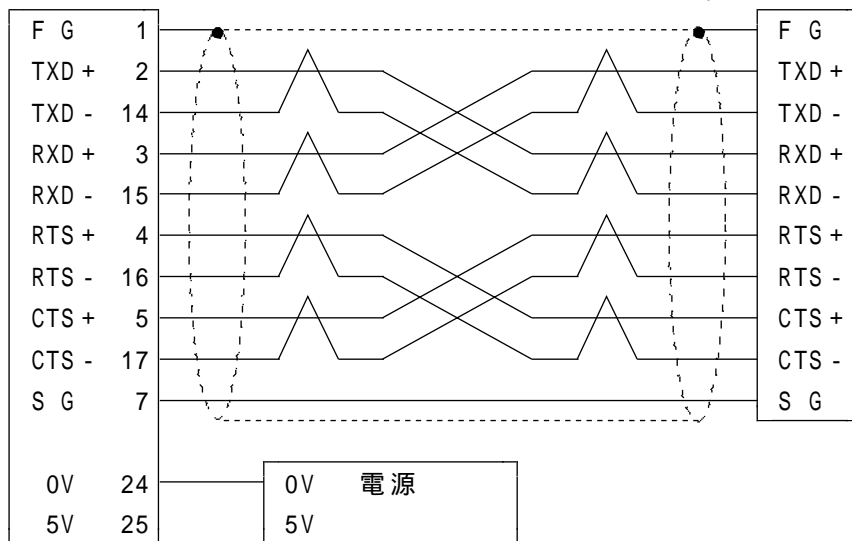 F G 1 F G
TXD + 2 TXD +
TXD - 14 TXD -
RXD + 3 RXD +
RXD - 15 RXD -
RTS + 4 RTS +
RTS - 16 RTS -
CTS + 5 CTS +
CTS - 17 CTS -
S G 7 S G
0V 24 0V 電源
5V 25 5V